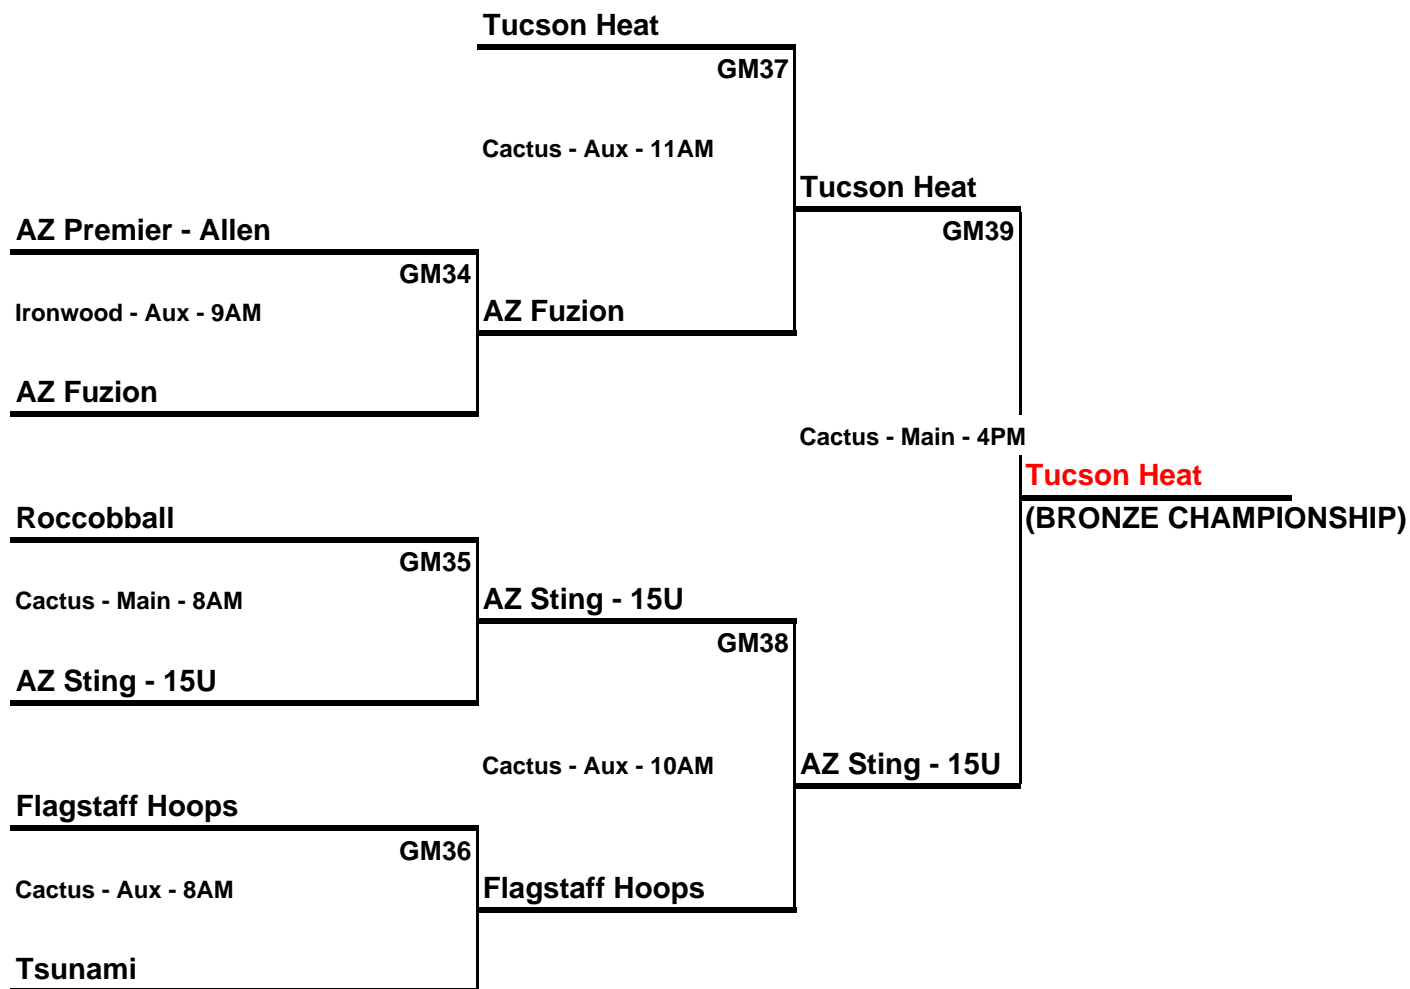 Tucson Heat
GM37
Cactus - Aux - 11AM
Tucson Heat
AZ Premier - Allen
GM39
GM34
Ironwood - Aux - 9AM
AZ Fuzion
AZ Fuzion
Cactus - Main - 4PM
Tucson Heat
Roccobball
(BRONZE CHAMPIONSHIP)
GM35
Cactus - Main - 8AM
AZ Sting - 15U
GM38
AZ Sting - 15U
Cactus - Aux - 10AM
AZ Sting - 15U
Flagstaff Hoops
GM36
Cactus - Aux - 8AM
Flagstaff Hoops
Tsunami